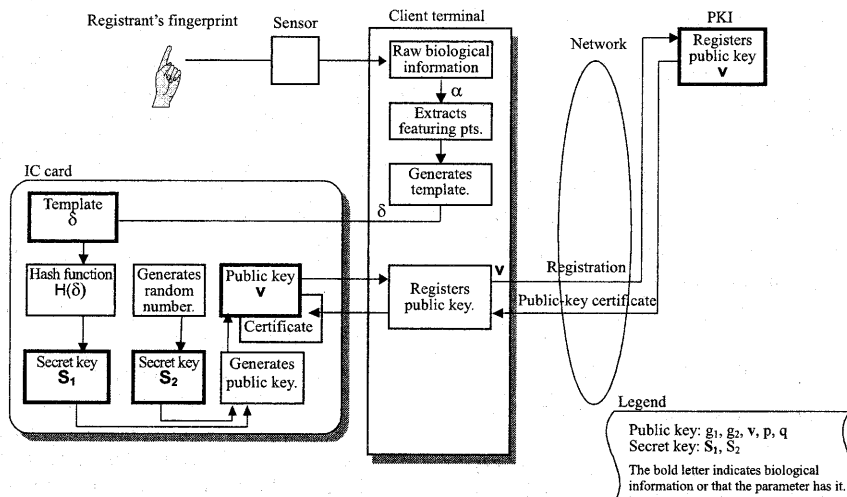 Registrant's fingerprint
Sensor
Client terminal
PKI
Raw biological
information
α
Extracts
featuring pts.
Generates
template.
Network
Registers
public key
v
IC card
Template
δ
δ
Hash function
H(δ)
Generates
random
number.
Public key
v
Certificate
Secret key
S1
Secret key
S2
Generates
public key.
Registers
public key.
v
Registration
Public-key certificate
Legend
Public key: g1, g2, v, p, q
Secret key: S1, S2
The bold letter indicates biological
information or that the parameter has it.